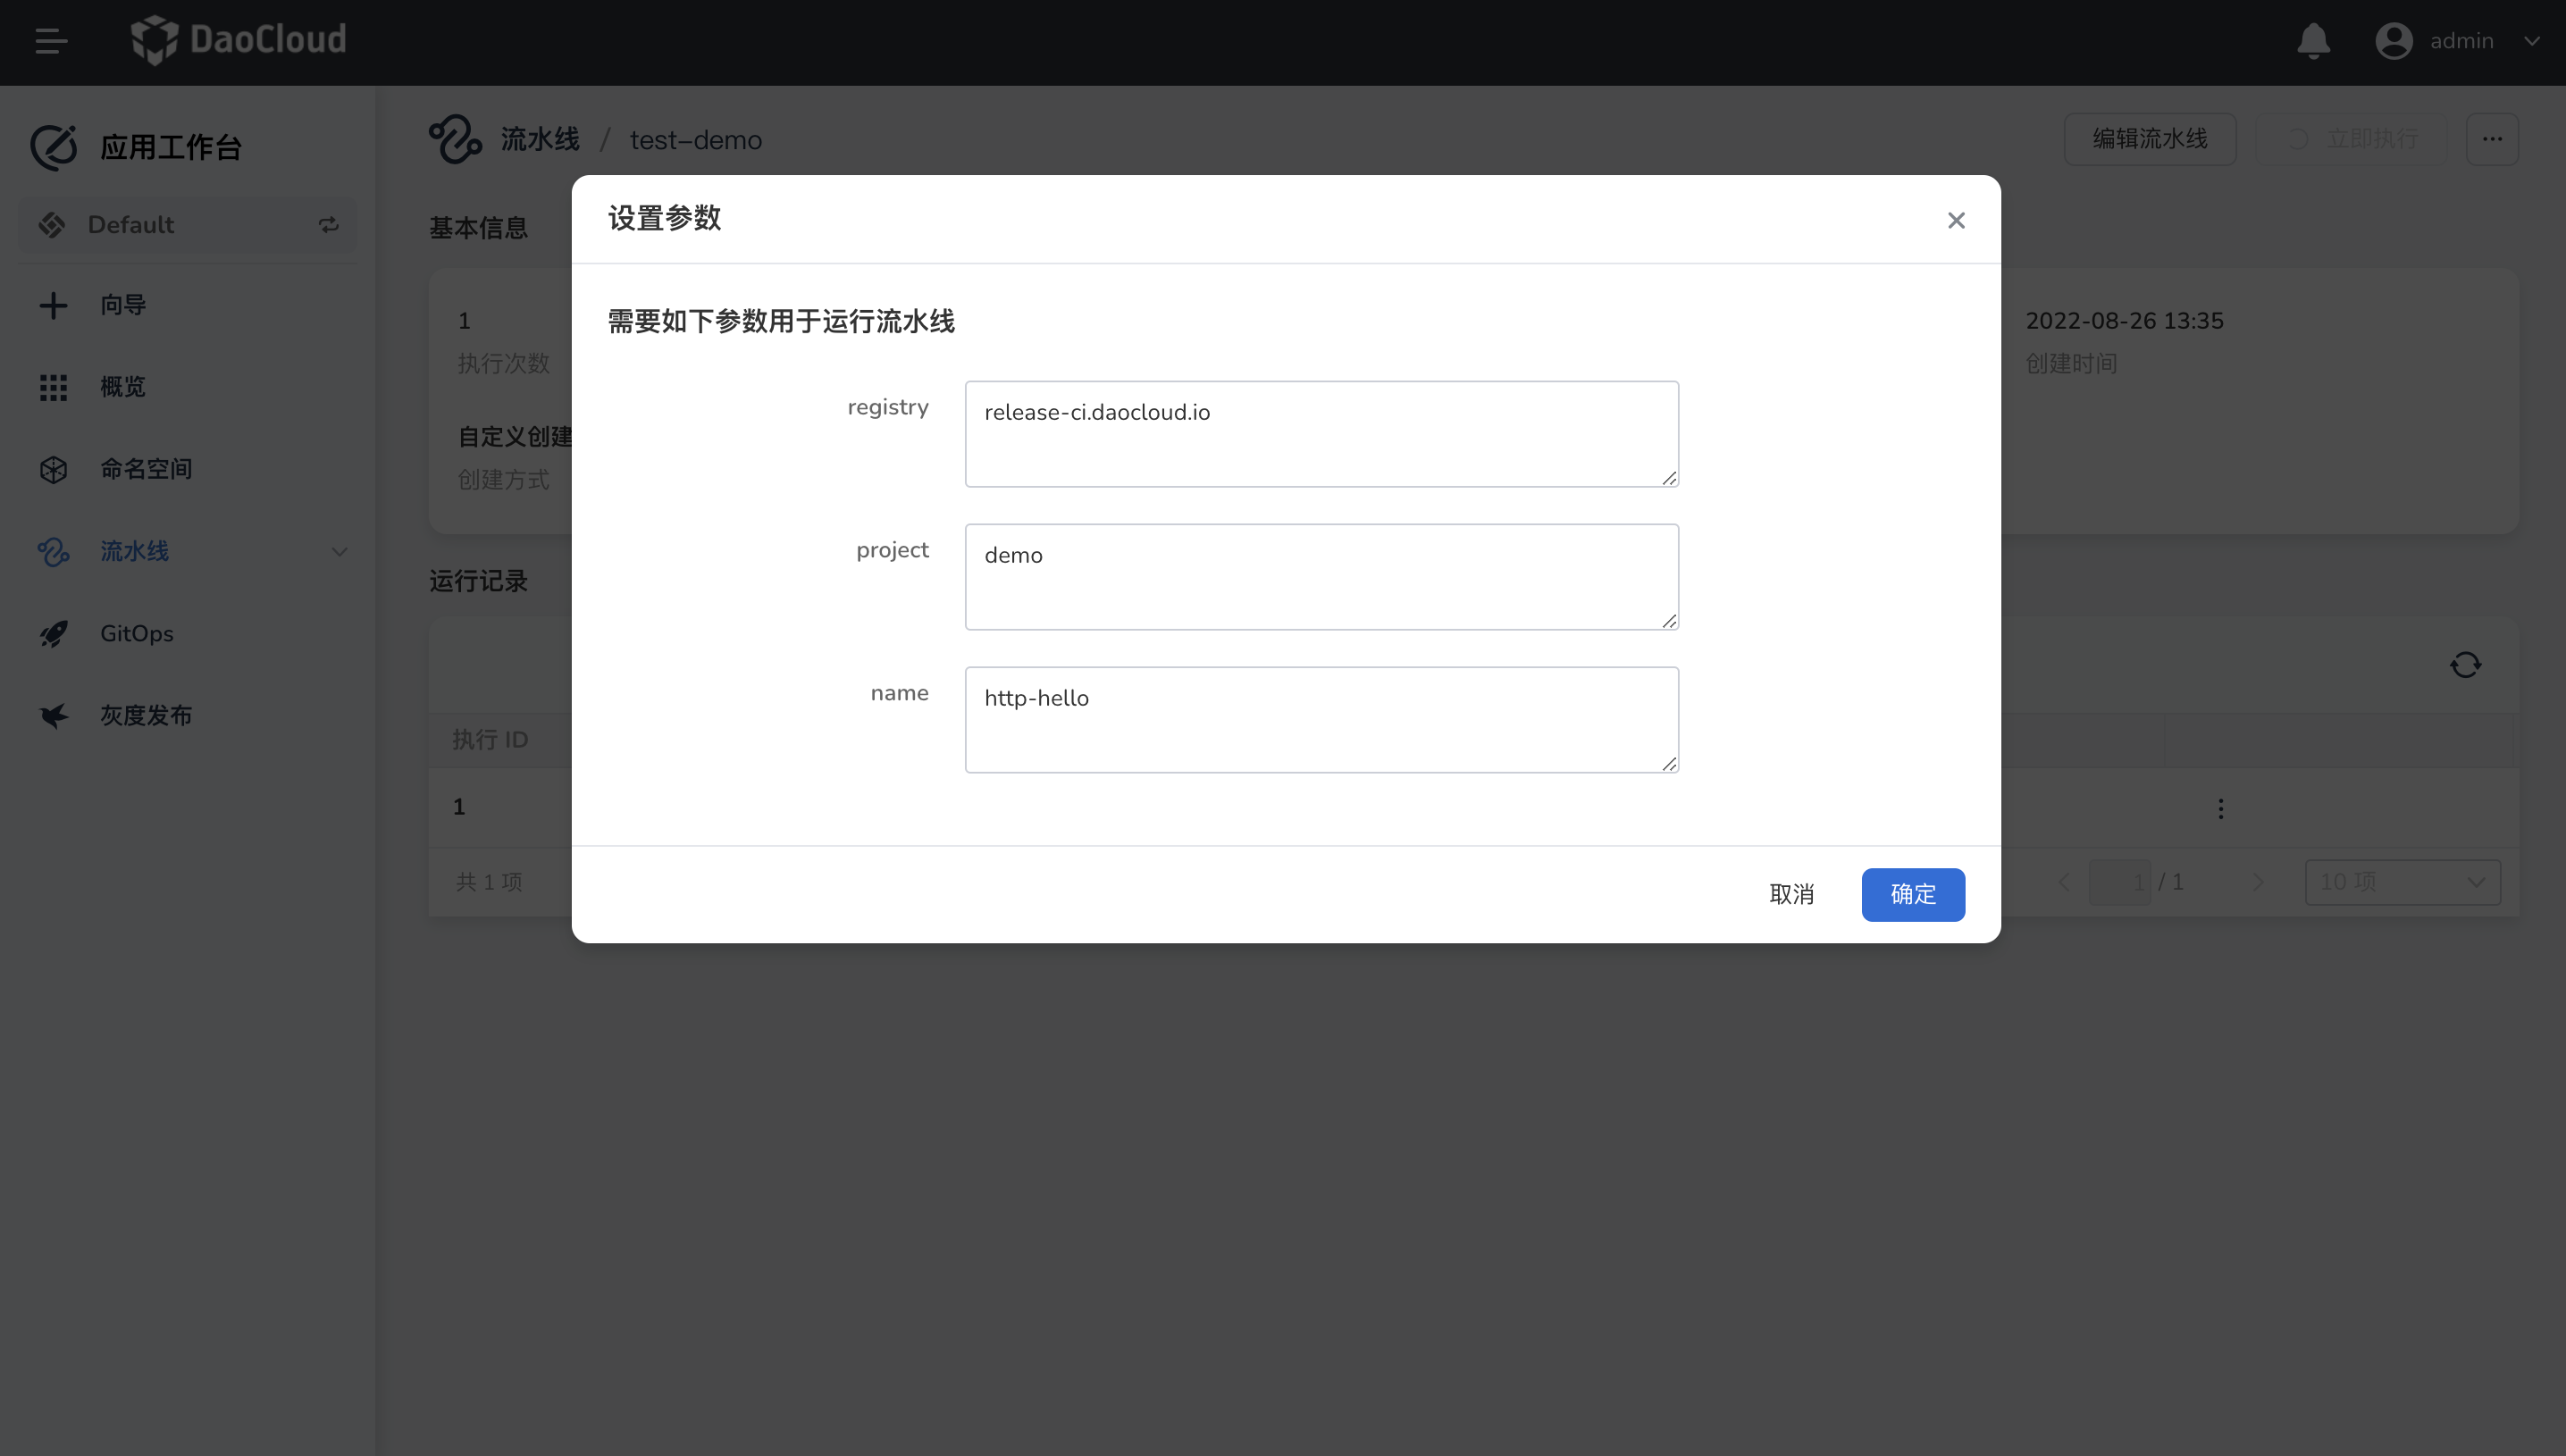 DaoCloud
admin
应用工作台
Default
向导
概览
命名空间
流水线
GitOps
灰度发布
流水线 / test-demo
编辑流水线
立即执行
基本信息
1
执行次数
自定义创建
创建方式
2022-08-26 13:35
创建时间
运行记录
执行 ID
1
共 1 项
1 / 1
10 项
设置参数
需要如下参数用于运行流水线
registry
release-ci.daocloud.io
project
demo
name
http-hello
取消
确定